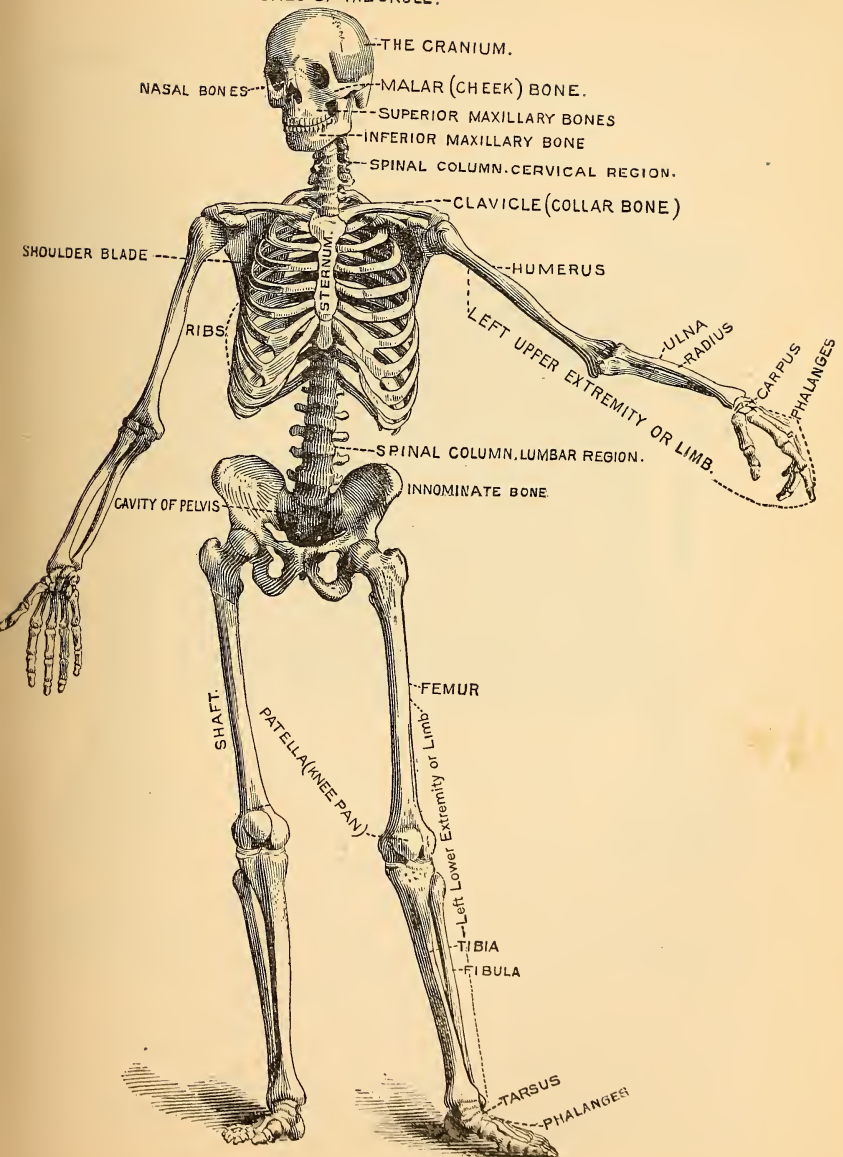 THE CRANIUM.
NASAL BONES
MALAR (CHEEK) BONE.
SUPERIOR MAXILLARY BONES
INFERIOR MAXILLARY BONE
SPINAL COLUMN. CERVICAL REGION.
CLAVICLE (COLLAR BONE)
SHOULDER BLADE
STERNUM.
HUMERUS
RIBS
LEFT UPPER EXTREMITY OR LIMB.
ULNA
RADIUS
CARPUS
PHALANGES
SPINAL COLUMN. LUMBAR REGION.
INNOMINATE BONE.
CAVITY OF PELVIS
FEMUR
SHAFT.
PATELLA (KNEE PAN)
Left Lower Extremity or Limb
TIBIA
FIBULA
TARSUS
PHALANGES